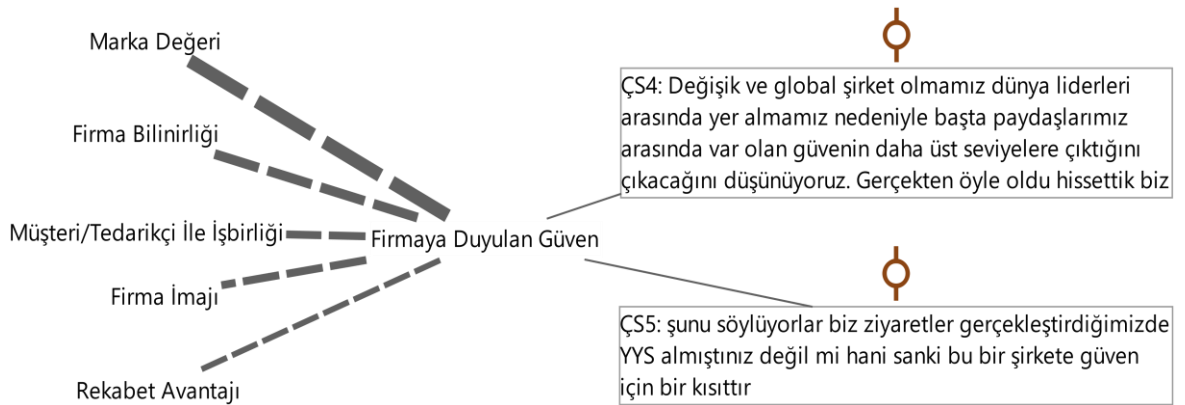 Marka Değeri
Firma Bilinirliği
Müşteri/Tedarikçi İle İşbirliği
Firma İmajı
Rekabet Avantajı
Firmaya Duyulan Güven
ÇS4: Değişik ve global şirket olmamız dünya liderleri
arasında yer almamız nedeniyle başta paydaşlarımız
arasında var olan güvenin daha üst seviyelere çıktığını
çıkacağını düşünüyoruz. Gerçekten öyle oldu hissettik biz
ÇS5: şunu söylüyorlar biz ziyaretler gerçekleştirdiğimizde
YYS almıştınız değil mi hani sanki bu bir şirkete güven
için bir kısıttır